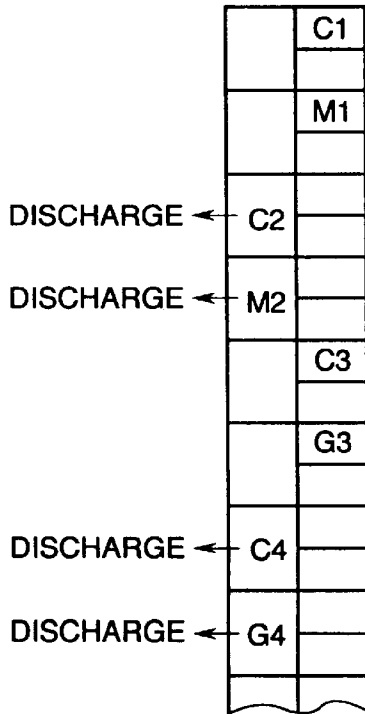 C1
M1
DISCHARGE C2
DISCHARGE M2
C3
G3
DISCHARGE C4
DISCHARGE G4